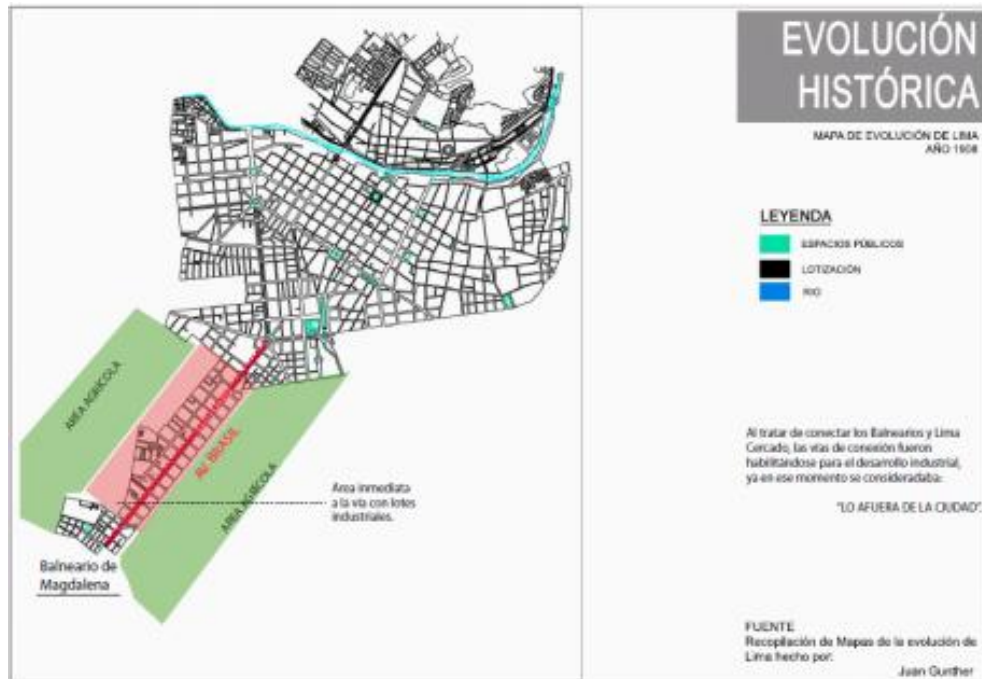 EVOLUCIÓN
HISTÓRICA
MAPA DE EVOLUCIÓN DE LIMA
AÑO
LEYENDA
ESPACIOS PÚBLICOS
LOTIZACIÓN
RIO
AREA AGRICOLA
AV. BRASIL
AREA AGRICOLA
Área inmediata
a la vía con lotes
industriales.
Balneario de
Magdalena
Al tratar de conectar los Balnearios y Lima
Cercado, las vias de conexión fueron
habilitándose para el desarrollo industrial,
ya en ese momento se consideradaba:
"LO AFUERA DE LA CIUDAD".
FUENTE
Recopilación de Mapas de la evolución de
Lima hecho por:
Juan Gunther